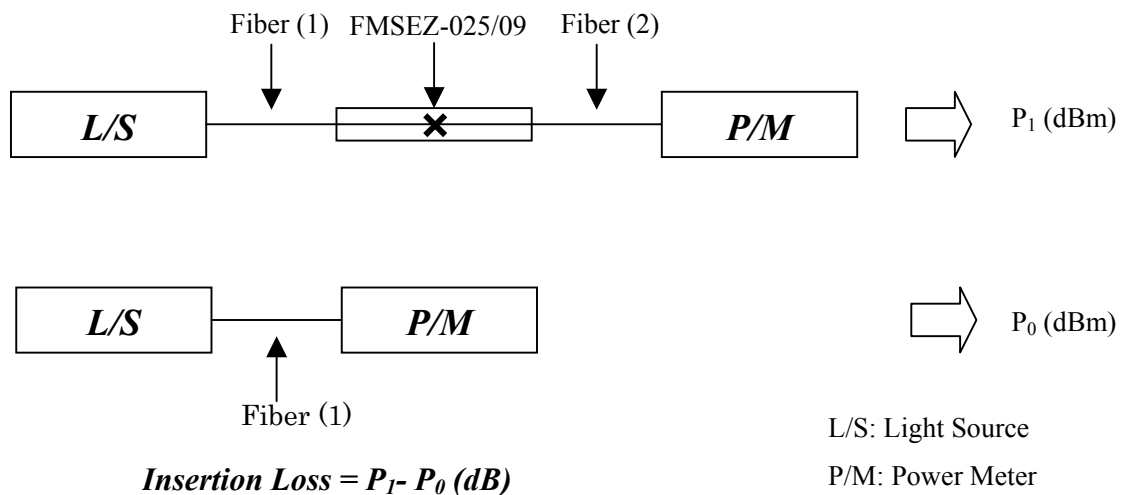 Fiber (1) FMSEZ-025/09 Fiber (2)
L/S
P/M
P₁ (dBm)
L/S
P/M
P₀ (dBm)
Fiber (1)
L/S: Light Source
Insertion Loss = P₁- P₀ (dB)
P/M: Power Meter